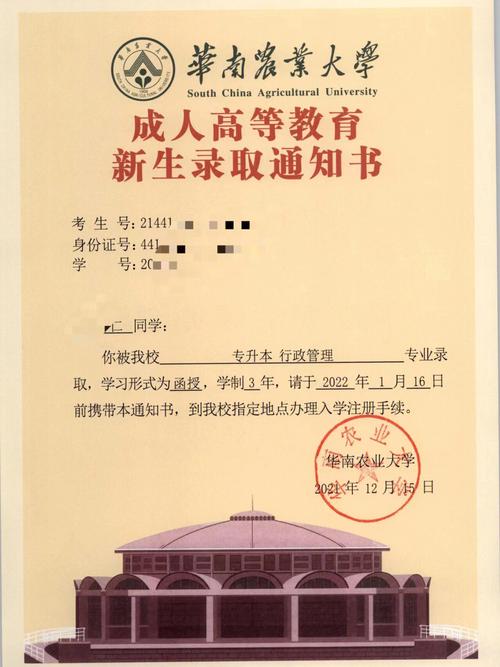 華南農業大學
South China Agricultural University
成人高等教育
新生录取通知书
考 生 号:21441
身份证号:441
学 号:20
仁 同学:
你被我校 专升本 行政管理 专业录
取，学习形式为函授，学制3年，请于2022年1月16日
前携带本通知书，到我校指定地点办理入学注册手续。
华南农业大学
2021年12月15日